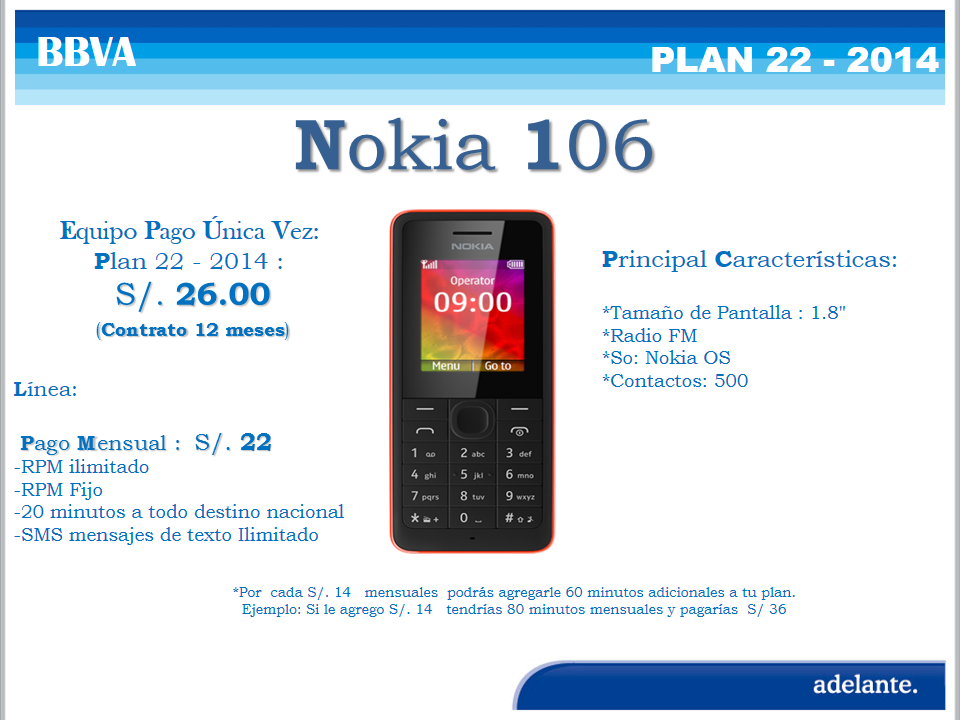 BBVA
PLAN 22 - 2014
Nokia 106
Equipo Pago Única Vez:
Plan 22 - 2014 :
S/. 26.00
(Contrato 12 meses)
Línea:
Pago Mensual : S/. 22
-RPM ilimitado
-RPM Fijo
-20 minutos a todo destino nacional
-SMS mensajes de texto Ilimitado
NOKIA
Operator
09:00
Menu Go to
1
2 abc
3 def
4 ghi
5 jkl
6 mno
7 pqrs
8 tuv
9 wxyz
* +
0
#
Principal Características:
*Tamaño de Pantalla : 1.8"
*Radio FM
*So: Nokia OS
*Contactos: 500
*Por cada S/. 14 mensuales podrás agregarle 60 minutos adicionales a tu plan.
Ejemplo: Si le agrego S/. 14 tendrías 80 minutos mensuales y pagarías S/ 36
adelante.